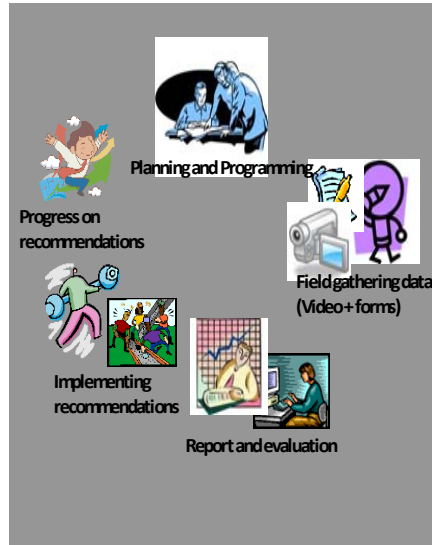 Planning and Programming
Field gathering data
(Video + forms)
Report and evaluation
Implementing
recommendations
Progress on
recommendations